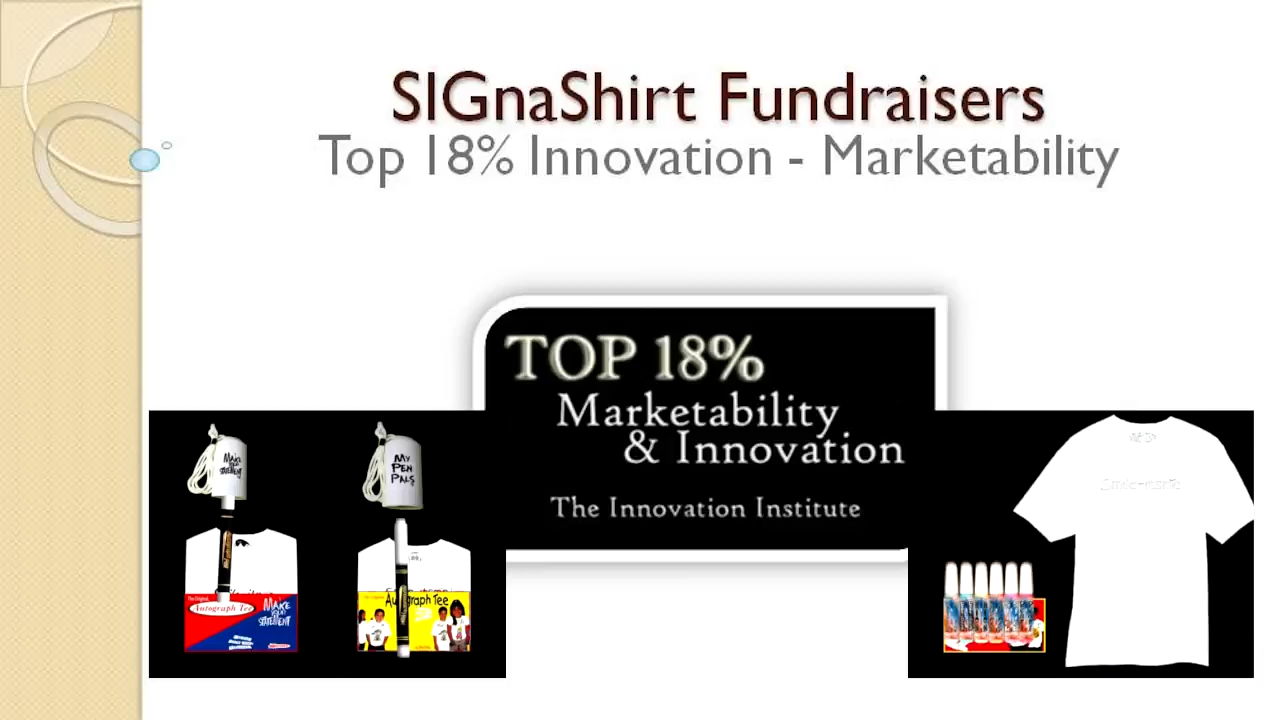 SIGnaShirt Fundraisers
Top 18% Innovation - Marketability
TOP 18%
Marketability
& Innovation
The Innovation Institute
MAKE
YOUR
STATEMENT
MY
PEN
PALS
The Original
Autograph Tee
MAKE
YOUR
STATEMENT
Autograph Tee